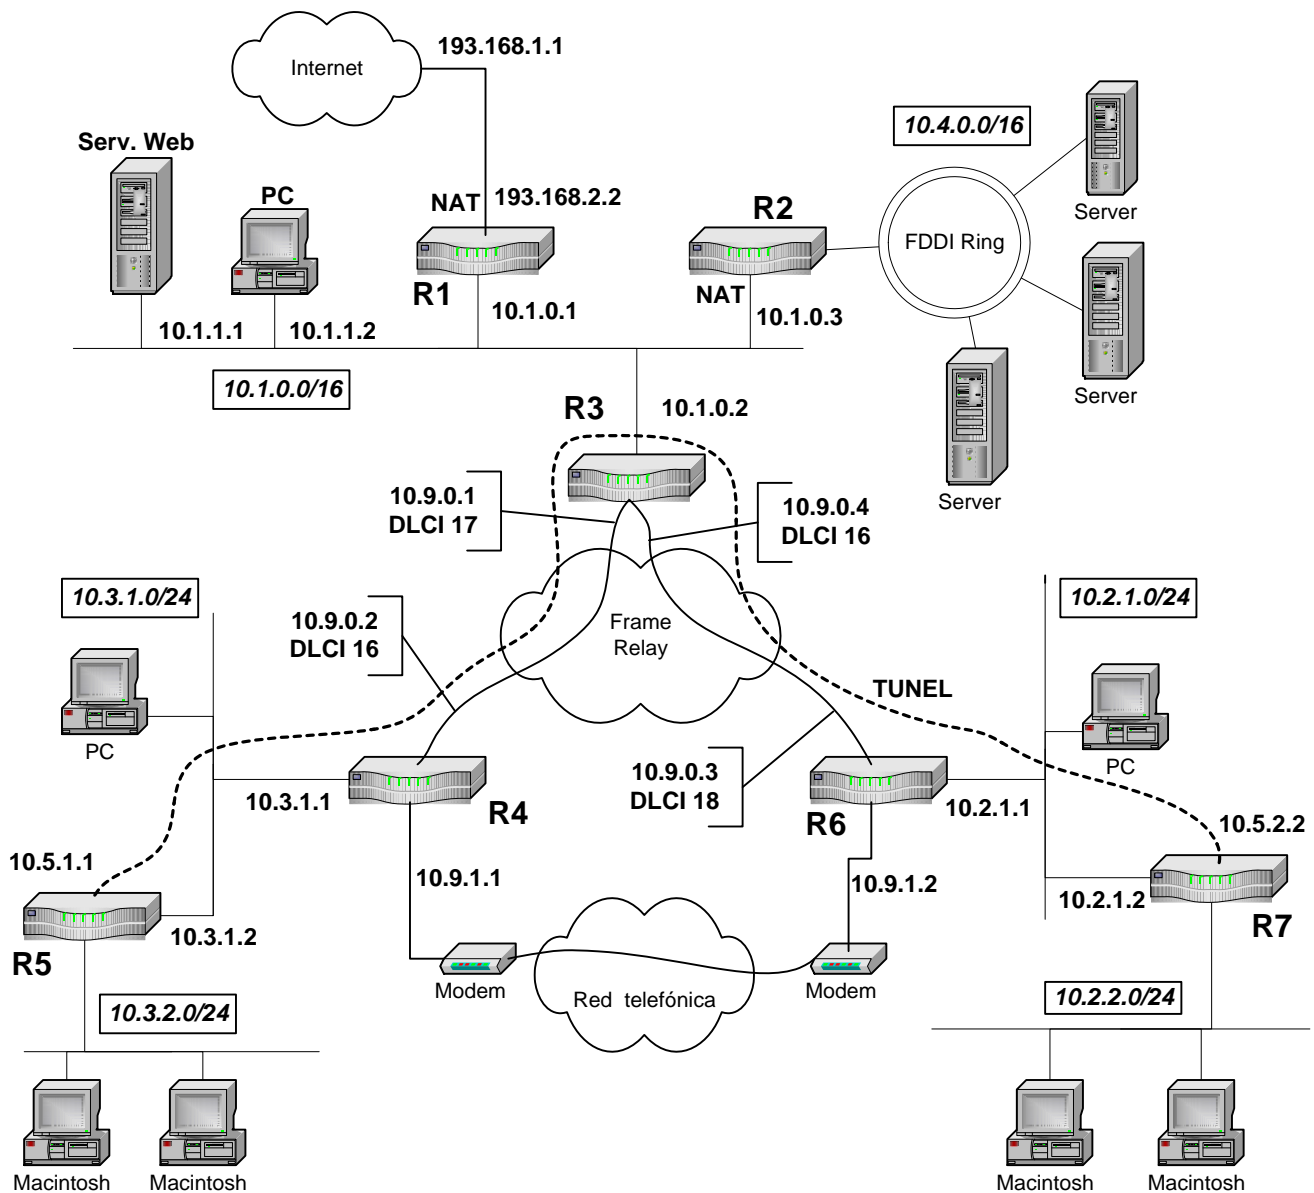 193.168.1.1
Internet
Serv. Web
PC
NAT
193.168.2.2
R1
10.1.0.1
R2
NAT
10.1.0.3
10.4.0.0/16
FDDI Ring
Server
Server
Server
10.1.1.1
10.1.1.2
10.1.0.0/16
R3
10.1.0.2
10.9.0.1
DLCI 17
10.9.0.4
DLCI 16
10.3.1.0/24
10.9.0.2
DLCI 16
Frame
Relay
10.2.1.0/24
TUNEL
PC
PC
10.3.1.1
R4
10.9.0.3
DLCI 18
R6
10.2.1.1
10.5.1.1
10.5.2.2
R5
10.3.1.2
10.9.1.1
10.9.1.2
10.2.1.2
R7
Modem
Red telefónica
Modem
10.3.2.0/24
10.2.2.0/24
Macintosh
Macintosh
Macintosh
Macintosh